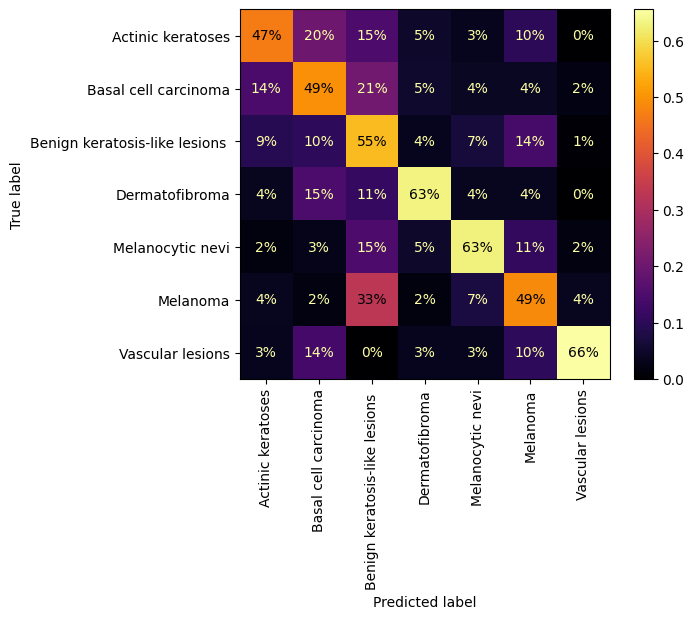 True label
Actinic keratoses 47% 20% 15% 5% 3% 10% 0%
Basal cell carcinoma 14% 49% 21% 5% 4% 4% 2%
Benign keratosis-like lesions 9% 10% 55% 4% 7% 14% 1%
Dermatofibroma 4% 15% 11% 63% 4% 4% 0%
Melanocytic nevi 2% 3% 15% 5% 63% 11% 2%
Melanoma 4% 2% 33% 2% 7% 49% 4%
Vascular lesions 3% 14% 0% 3% 3% 10% 66%
Actinic keratoses
Basal cell carcinoma
Benign keratosis-like lesions
Dermatofibroma
Melanocytic nevi
Melanoma
Vascular lesions
Predicted label
0.6
0.5
0.4
0.3
0.2
0.1
0.0